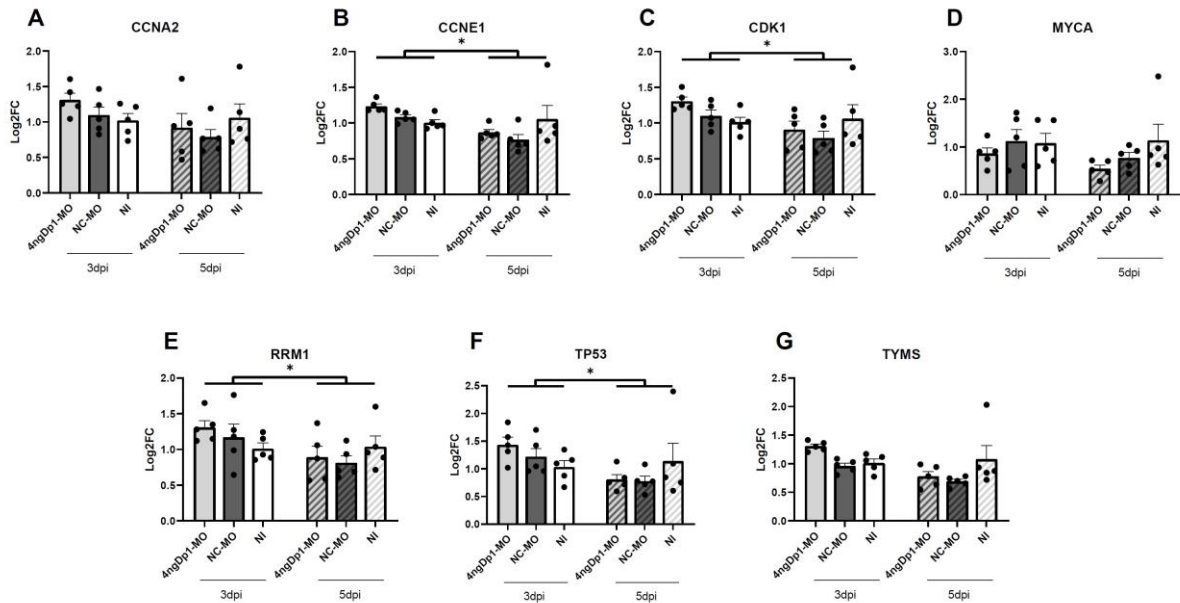 A
CCNA2
Log2FC
2.0
1.5
1.0
0.5
0.0
4ngDp1-MO
NC-MO
NI
4ngDp1-MO
NC-MO
NI
3dpi
5dpi
B
CCNE1
*
Log2FC
2.0
1.5
1.0
0.5
0.0
4ngDp1-MO
NC-MO
NI
4ngDp1-MO
NC-MO
NI
3dpi
5dpi
C
CDK1
*
Log2FC
2.0
1.5
1.0
0.5
0.0
4ngDp1-MO
NC-MO
NI
4ngDp1-MO
NC-MO
NI
3dpi
5dpi
D
MYCA
Log2FC
3.0
2.0
1.0
0.0
4ngDp1-MO
NC-MO
NI
4ngDp1-MO
NC-MO
NI
3dpi
5dpi
E
RRM1
*
Log2FC
2.0
1.5
1.0
0.5
0.0
4ngDp1-MO
NC-MO
NI
4ngDp1-MO
NC-MO
NI
3dpi
5dpi
F
TP53
*
Log2FC
2.5
2.0
1.5
1.0
0.5
0.0
4ngDp1-MO
NC-MO
NI
4ngDp1-MO
NC-MO
NI
3dpi
5dpi
G
TYMS
Log2FC
2.5
2.0
1.5
1.0
0.5
0.0
4ngDp1-MO
NC-MO
NI
4ngDp1-MO
NC-MO
NI
3dpi
5dpi